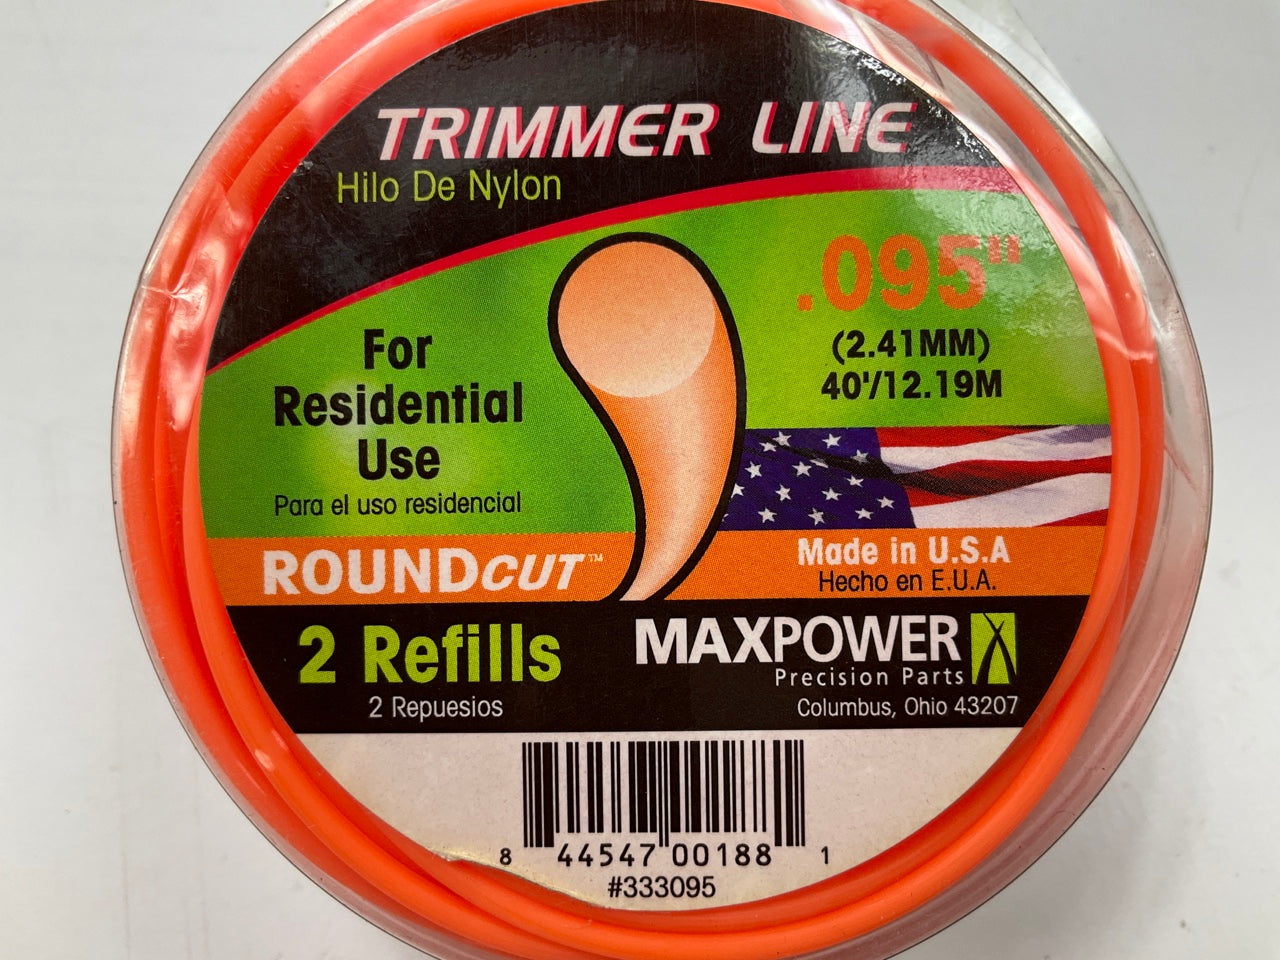 TRIMMER LINE
Hilo De Nylon
.095"
(2.41MM)
40'/12.19M
For
Residential
Use
Para el uso residencial
ROUNDCUT™
Made in U.S.A
Hecho en E.U.A.
2 Refills
2 Repuesios
MAXPOWER
Precision Parts
Columbus, Ohio 43207
8 44547 00188 1
#333095